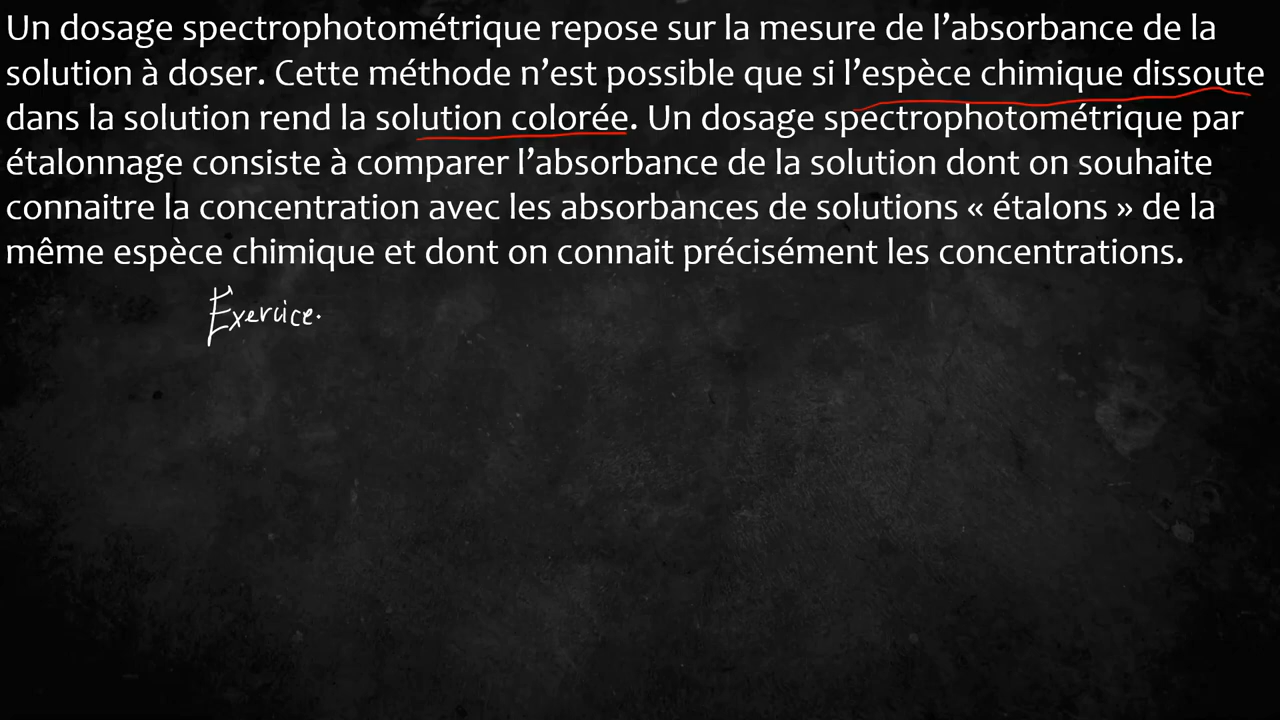 Un dosage spectrophotométrique repose sur la mesure de l’absorbance de la
solution à doser. Cette méthode n’est possible que si l’espèce chimique dissoute
dans la solution rend la solution colorée. Un dosage spectrophotométrique par
étalonnage consiste à comparer l’absorbance de la solution dont on souhaite
connaitre la concentration avec les absorbances de solutions « étalons » de la
même espèce chimique et dont on connait précisément les concentrations.
Exercice.